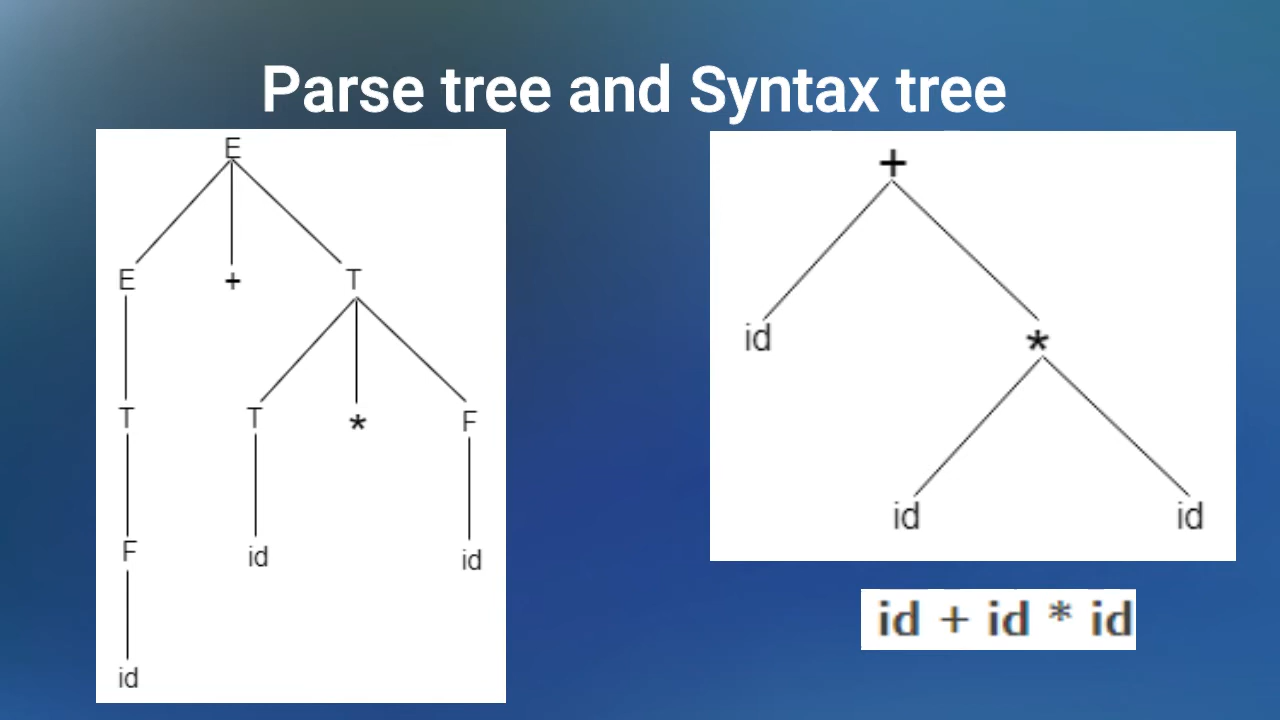 Parse tree and Syntax tree
E
E + T
T T * F
F id id
id
+
id *
id id
id + id * id